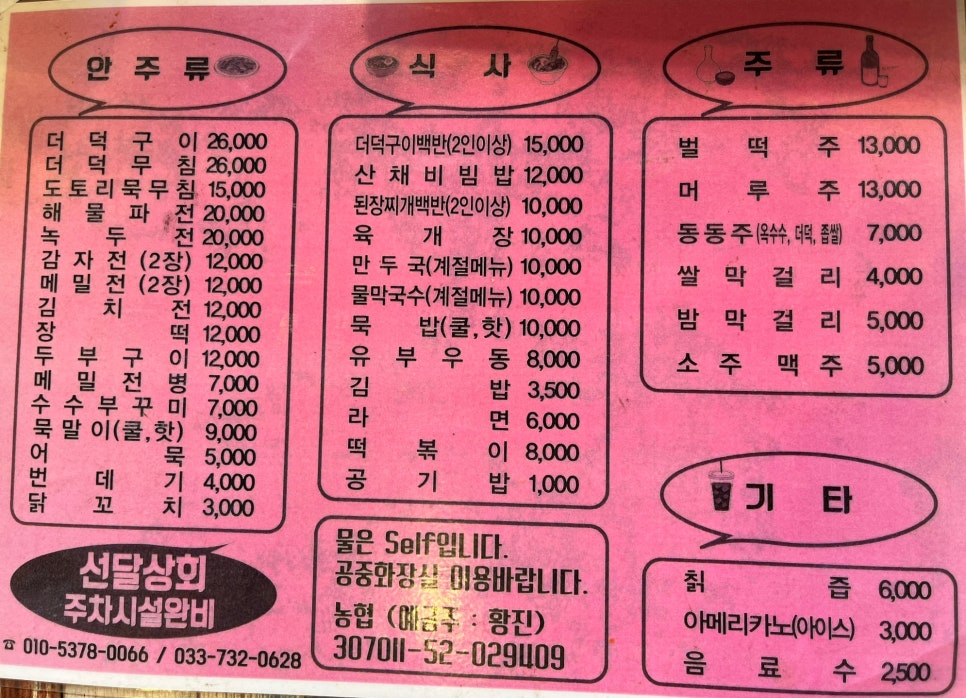 안주류
더덕구이 26,000
더덕무침 26,000
도토리묵무침 15,000
해물파전 20,000
녹두전 20,000
감자전(2장) 12,000
메밀전(2장) 12,000
김치전 12,000
장떡 12,000
두부구이 12,000
메밀전병 7,000
수수부꾸미 7,000
묵말이(쿨,핫) 9,000
어묵 5,000
번데기 4,000
닭꼬치 3,000
선달상회
주차시설완비
☎ 010-5378-0066 / 033-732-0628
식사
더덕구이백반(2인이상) 15,000
산채비빔밥 12,000
된장찌개백반(2인이상) 10,000
육개장 10,000
만두국(계절메뉴) 10,000
물막국수(계절메뉴) 10,000
묵밥(쿨,핫) 10,000
유부우동 8,000
김밥 3,500
라면 6,000
떡볶이 8,000
공기밥 1,000
물은 Self입니다.
공중화장실 이용바랍니다.
농협 (예금주 : 황진)
307011-52-029409
주류
벌떡주 13,000
머루주 13,000
동동주(옥수수, 더덕, 좁쌀) 7,000
쌀막걸리 4,000
밤막걸리 5,000
소주 맥주 5,000
기타
칡즙 6,000
아메리카노(아이스) 3,000
음료수 2,500